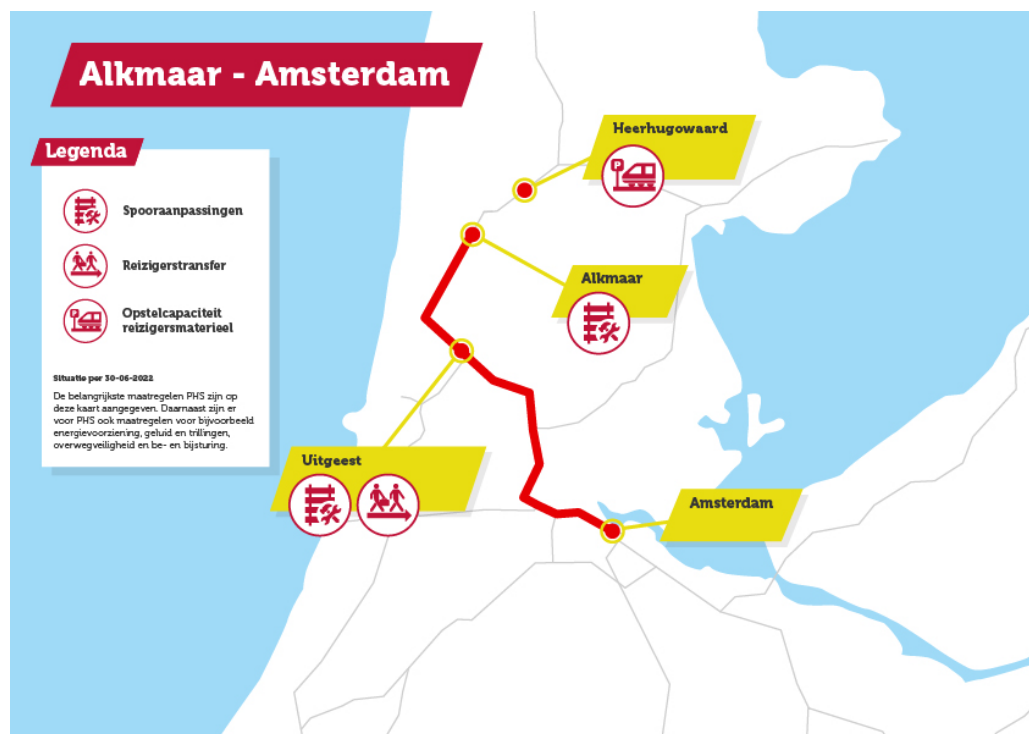 Alkmaar - Amsterdam
Legenda
Spooraanpassingen
Reizigerstransfer
Opstelcapaciteit
reizigersmaterieel
Situatie per 30-06-2022
De belangrijkste maatregelen PHS zijn op
deze kaart aangegeven. Daarnaast zijn er
voor PHS ook maatregelen voor bijvoorbeeld
energievoorziening, geluid en trillingen,
overwegveiligheid en be- en bijsturing.
Heerhugowaard
P
Alkmaar
Uitgeest
Amsterdam
P